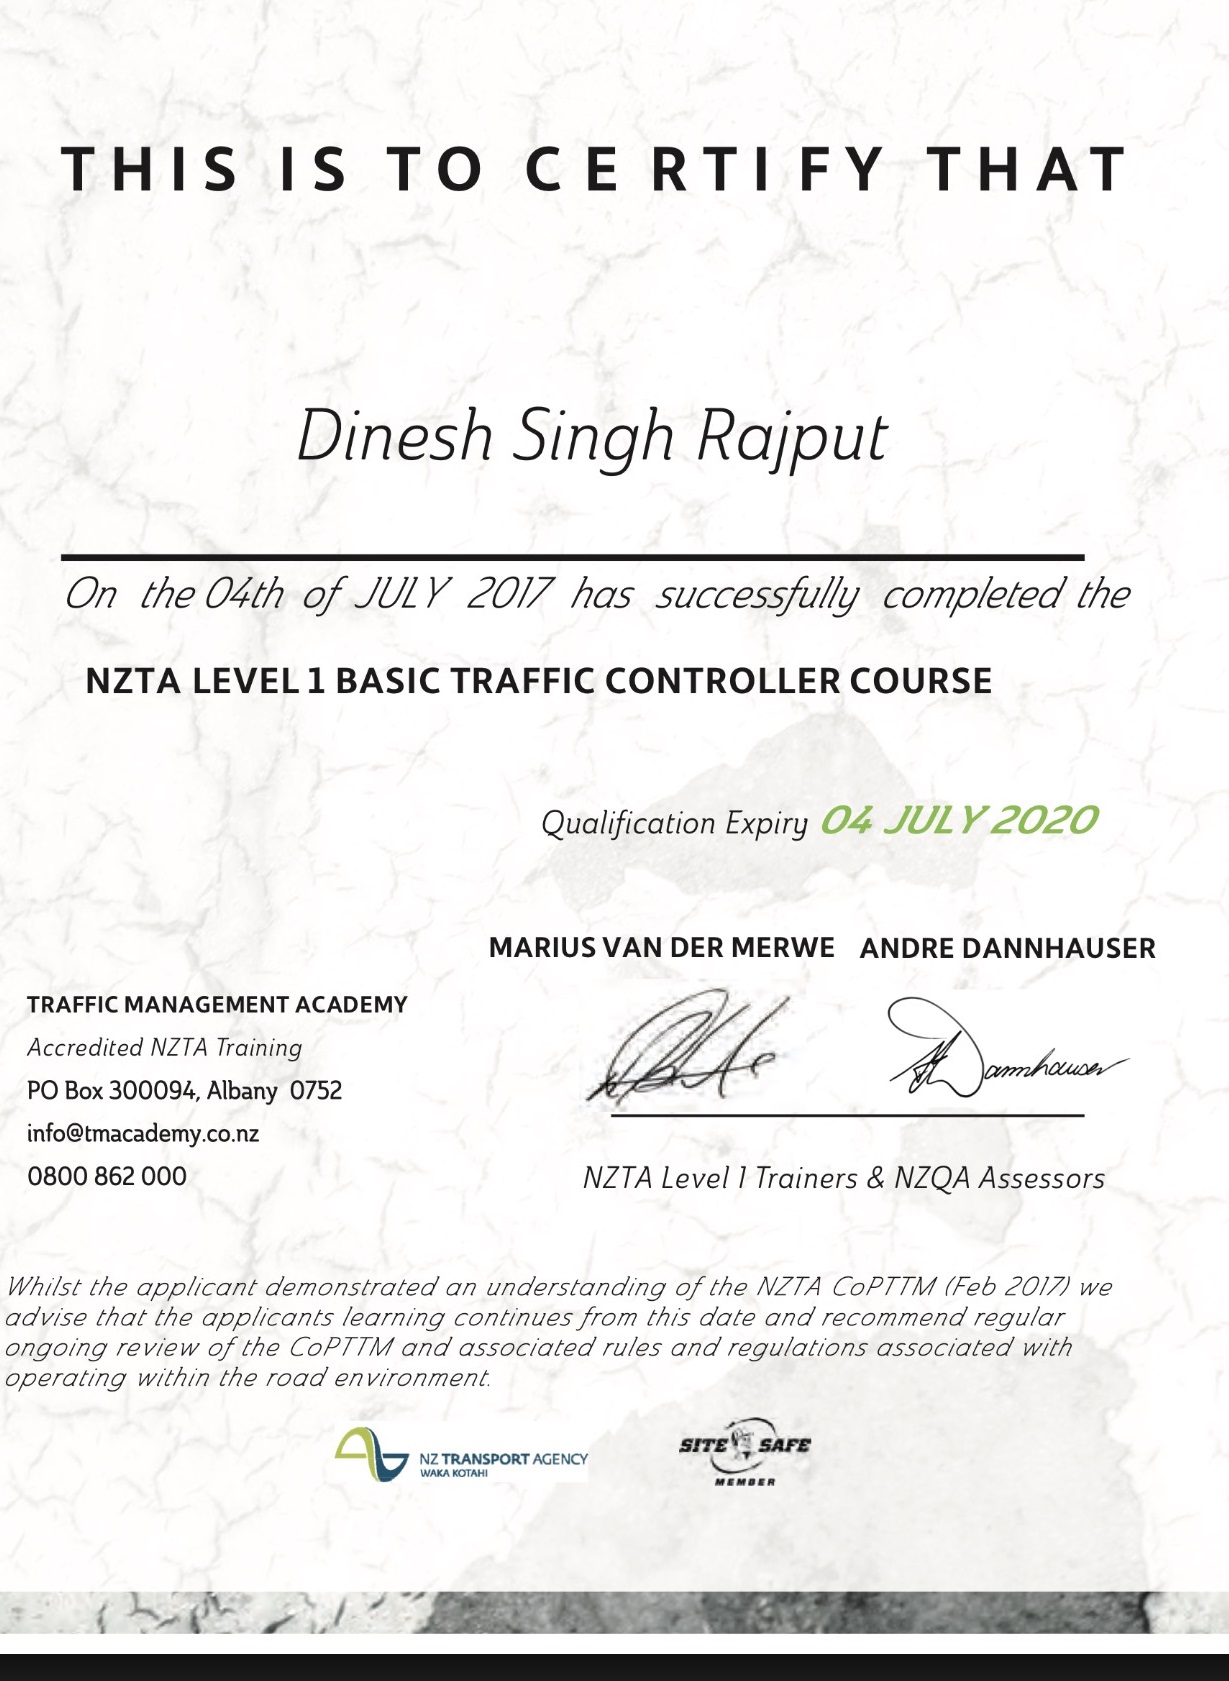 THIS IS TO CERTIFY THAT
Dinesh Singh Rajput
On the 04th of JULY 2017 has successfully completed the
NZTA LEVEL 1 BASIC TRAFFIC CONTROLLER COURSE
Qualification Expiry 04 JULY 2020
MARIUS VAN DER MERWE ANDRE DANNHAUSER
TRAFFIC MANAGEMENT ACADEMY
Accredited NZTA Training
PO Box 300094, Albany 0752
info@tmacademy.co.nz
0800 862 000
Dannhauser
NZTA Level 1 Trainers & NZQA Assessors
Whilst the applicant demonstrated an understanding of the NZTA CoPTTM (Feb 2017) we
advise that the applicants learning continues from this date and recommend regular
ongoing review of the CoPTTM and associated rules and regulations associated with
operating within the road environment.
NZ TRANSPORT AGENCY
WAKA KOTAHI
SITE SAFE
MEMBER